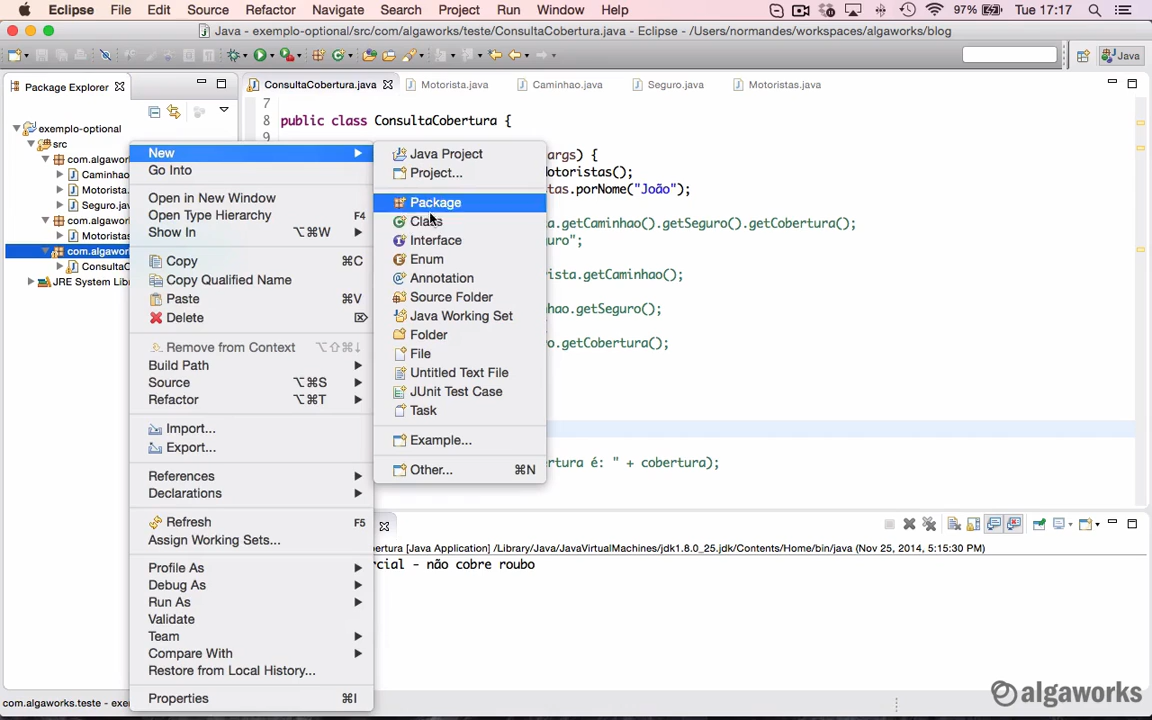 Eclipse File Edit Source Refactor Navigate Search Project Run Window Help 97% Tue 17:17
Java - exemplo-optional/src/com/algaworks/teste/ConsultaCobertura.java - Eclipse - /Users/normandes/workspaces/algaworks/blog
Java
Package Explorer
ConsultaCobertura.java Motorista.java Caminhao.java Seguro.java Motoristas.java
exemplo-optional
src
com.algaworks
Caminhao
Motorista.
Seguro.jav
com.algaworks
Motoristas
com.algaworks
ConsultaC
JRE System Lib
7
8 public class ConsultaCobertura {
9
args) {
Motoristas();
tas.porNome("João");
ta.getCaminhao().getSeguro().getCobertura();
uro";
ista.getCaminhao();
hao.getSeguro();
o.getCobertura();
rtura é: " + cobertura);
New
Go Into
Open in New Window
Open Type Hierarchy F4
Show In ⌥⌘W
Copy ⌘C
Copy Qualified Name
Paste ⌘V
Delete ⌦
Remove from Context ⌥⇧⌘↓
Build Path
Source ⌥⌘S
Refactor ⌥⌘T
Import...
Export...
References
Declarations
Refresh F5
Assign Working Sets...
Profile As
Debug As
Run As
Validate
Team
Compare With
Restore from Local History...
Properties ⌘I
Java Project
Project...
Package
Class
Interface
Enum
Annotation
Source Folder
Java Working Set
Folder
File
Untitled Text File
JUnit Test Case
Task
Example...
Other... ⌘N
bertura [Java Application] /Library/Java/JavaVirtualMachines/jdk1.8.0_25.jdk/Contents/Home/bin/java (Nov 25, 2014, 5:15:30 PM)
rcial - não cobre roubo
com.algaworks.teste - exe
algaworks